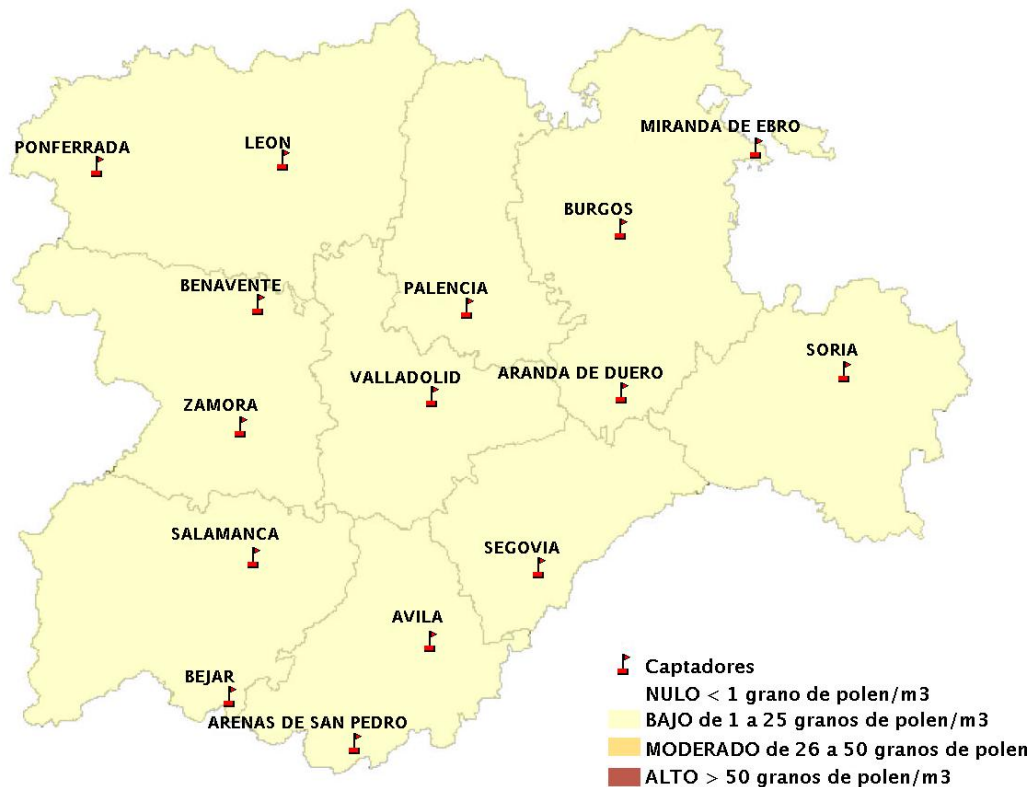 MIRANDA DE EBRO
PONFERRADA
LEON
BURGOS
BENAVENTE
PALENCIA
SORIA
VALLADOLID
ARANDA DE DUERO
ZAMORA
SALAMANCA
SEGOVIA
AVILA
BEJAR
ARENAS DE SAN PEDRO
Captadores
NULO < 1 grano de polen/m3
BAJO de 1 a 25 granos de polen/m3
MODERADO de 26 a 50 granos de polen
ALTO > 50 granos de polen/m3